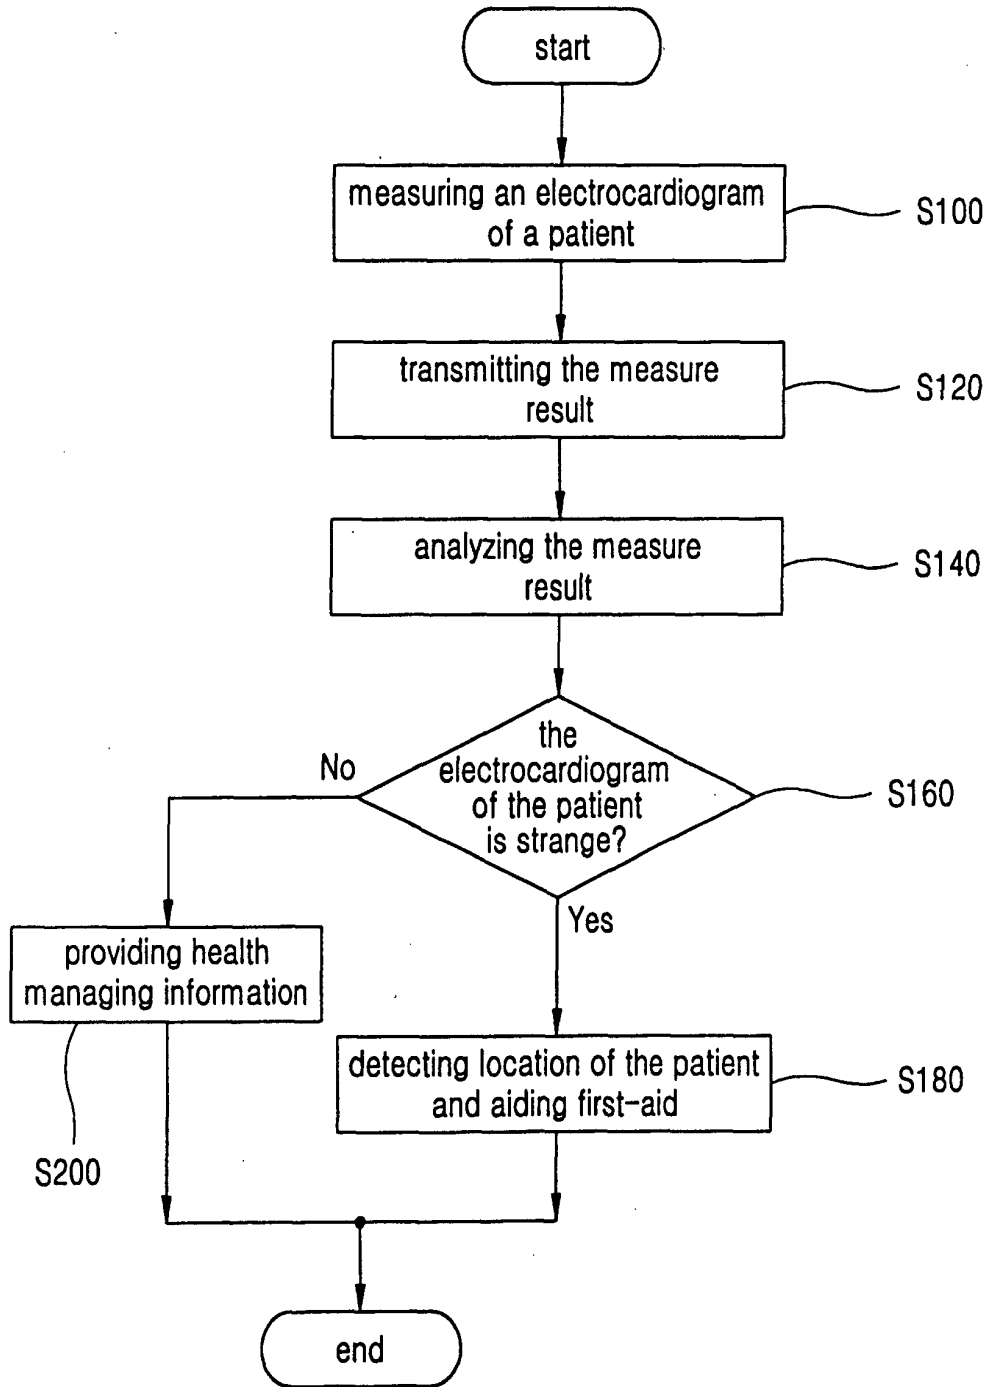 start
measuring an electrocardiogram
of a patient
S100
transmitting the measure
result
S120
analyzing the measure
result
S140
the
electrocardiogram
of the patient
is strange?
S160
No
Yes
providing health
managing information
S200
detecting location of the patient
and aiding first-aid
S180
end